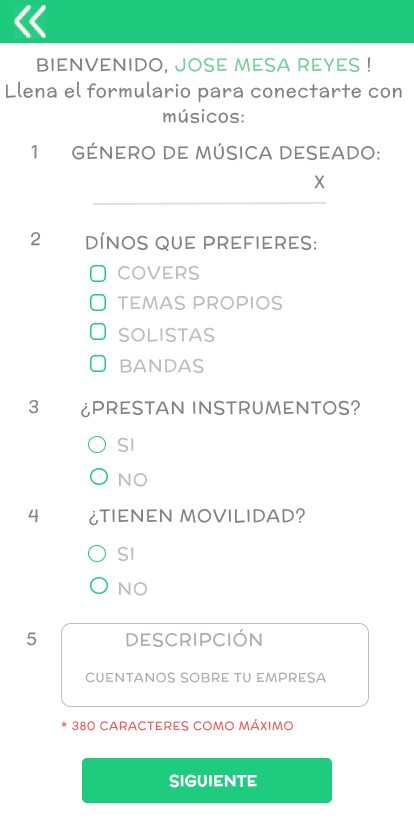 BIENVENIDO, JOSE MESA REYES !
Llena el formulario para conectarte con
músicos:
1 GÉNERO DE MÚSICA DESEADO:
X
2 DÍNOS QUE PREFIERES:
COVERS
TEMAS PROPIOS
SOLISTAS
BANDAS
3 ¿PRESTAN INSTRUMENTOS?
SI
NO
4 ¿TIENEN MOVILIDAD?
SI
NO
5 DESCRIPCIÓN
CUENTANOS SOBRE TU EMPRESA
* 380 CARACTERES COMO MÁXIMO
SIGUIENTE